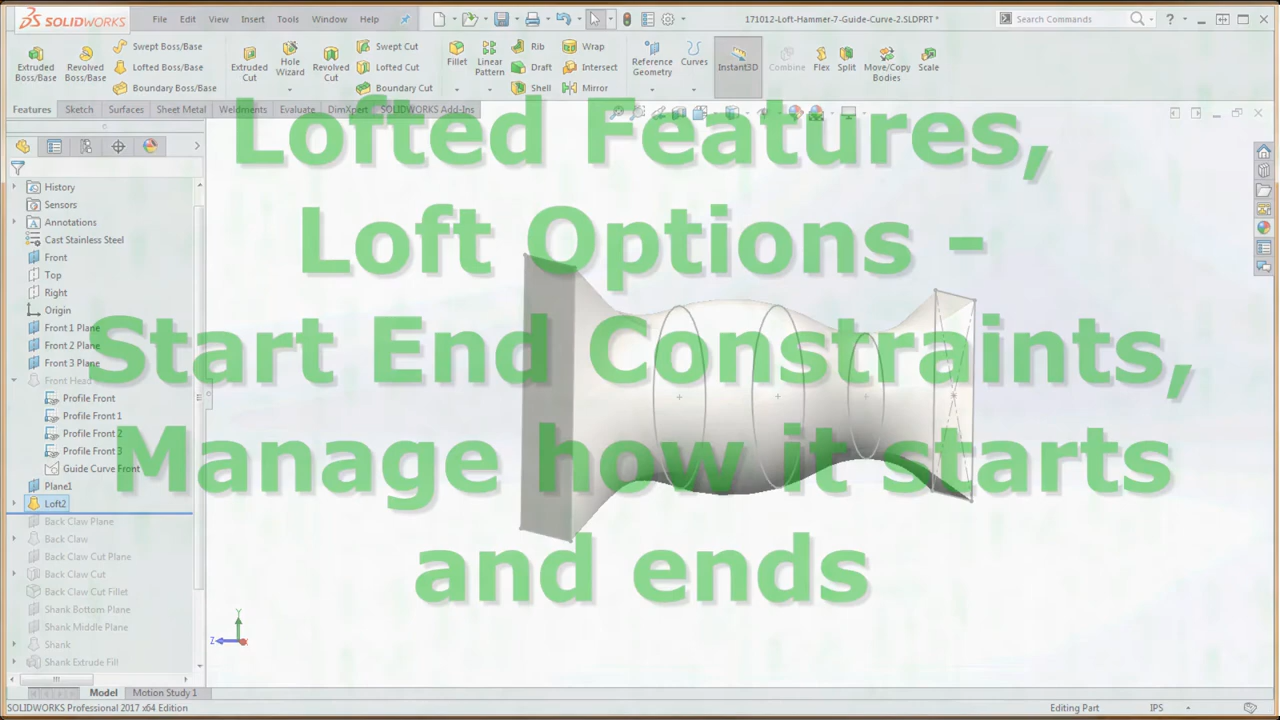 SOLIDWORKS File Edit View Insert Tools Window Help 171012-Loft-Hammer-7-Guide-Curve-2.SLDPRT * Search Commands ?
Extruded Boss/Base
Revolved Boss/Base
Swept Boss/Base
Lofted Boss/Base
Boundary Boss/Base
Extruded Cut
Hole Wizard
Revolved Cut
Swept Cut
Lofted Cut
Boundary Cut
Fillet
Linear Pattern
Rib
Draft
Shell
Wrap
Intersect
Mirror
Reference Geometry
Curves
Instant3D
Combine
Flex
Split
Move/Copy Bodies
Scale
Features Sketch Surfaces Sheet Metal Weldments Evaluate DimXpert SOLIDWORKS Add-Ins
Lofted Features,
Loft Options -
Start End Constraints,
Manage how it starts
and ends
History
Sensors
Annotations
Cast Stainless Steel
Front
Top
Right
Origin
Front 1 Plane
Front 2 Plane
Front 3 Plane
Front Head
Profile Front
Profile Front 1
Profile Front 2
Profile Front 3
Guide Curve Front
Plane1
Loft2
Back Claw Plane
Back Claw
Back Claw Cut Plane
Back Claw Cut
Back Claw Cut Fillet
Shank Bottom Plane
Shank Middle Plane
Shank
Shank Extrude Fill
Y
Z
Model Motion Study 1
SOLIDWORKS Professional 2017 x64 Edition Editing Part IPS